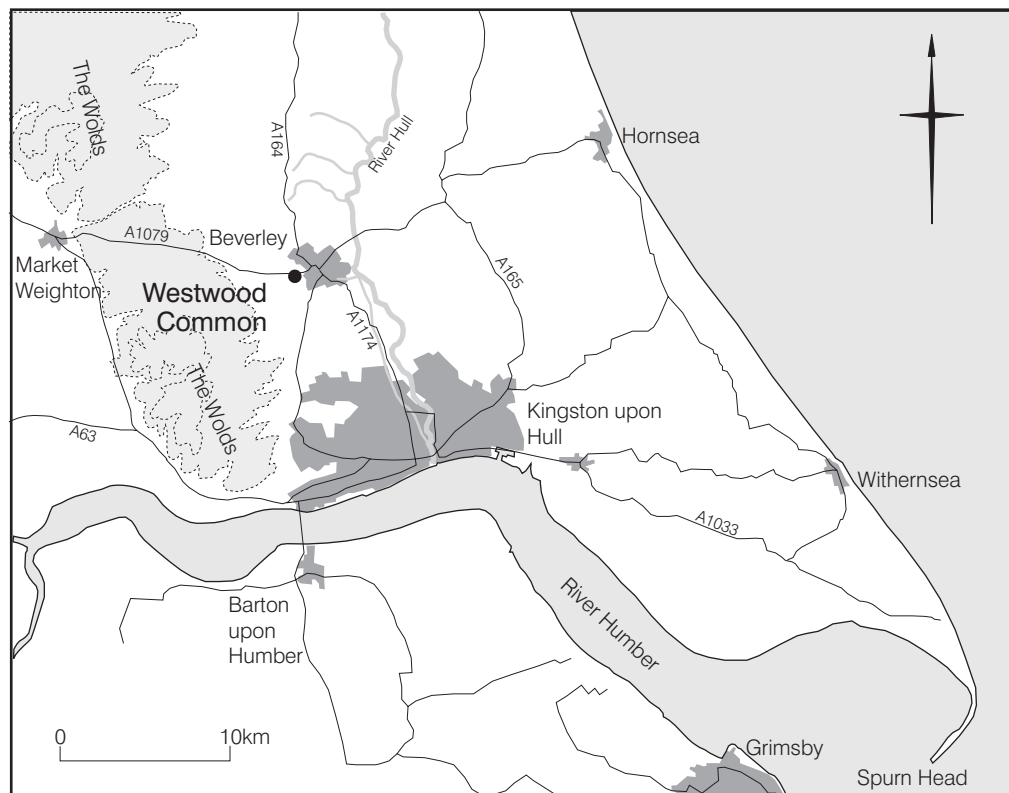 The Wolds
A164
River Hull
Hornsea
A1079
Beverley
Market
Weighton
Westwood
Common
A165
A1174
The Wolds
Kingston upon
Hull
A63
Withernsea
A1033
Barton
upon
Humber
River Humber
0 10km
Grimsby
Spurn Head